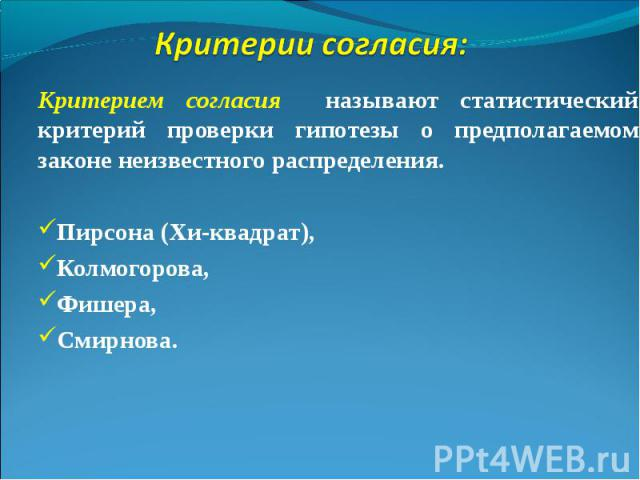 Критерии согласия:
Критерием согласия называют статистический
критерий проверки гипотезы о предполагаемом
законе неизвестного распределения.
Пирсона (Хи-квадрат),
Колмогорова,
Фишера,
Смирнова.
PPt4WEB.ru